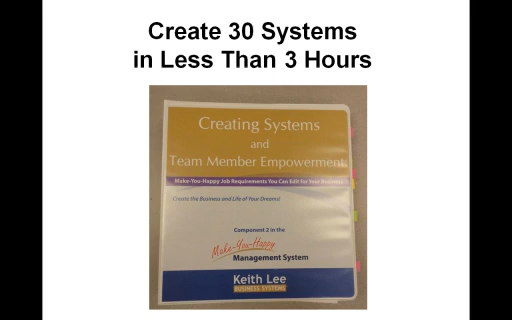 Create 30 Systems
in Less Than 3 Hours
Creating Systems
and
Team Member Empowerment
Make-You-Happy Job Requirements You Can Edit for Your Business
Create the Business and Life of Your Dreams!
Component 2 in the
Make-You-Happy
Management System
Keith Lee
BUSINESS SYSTEMS